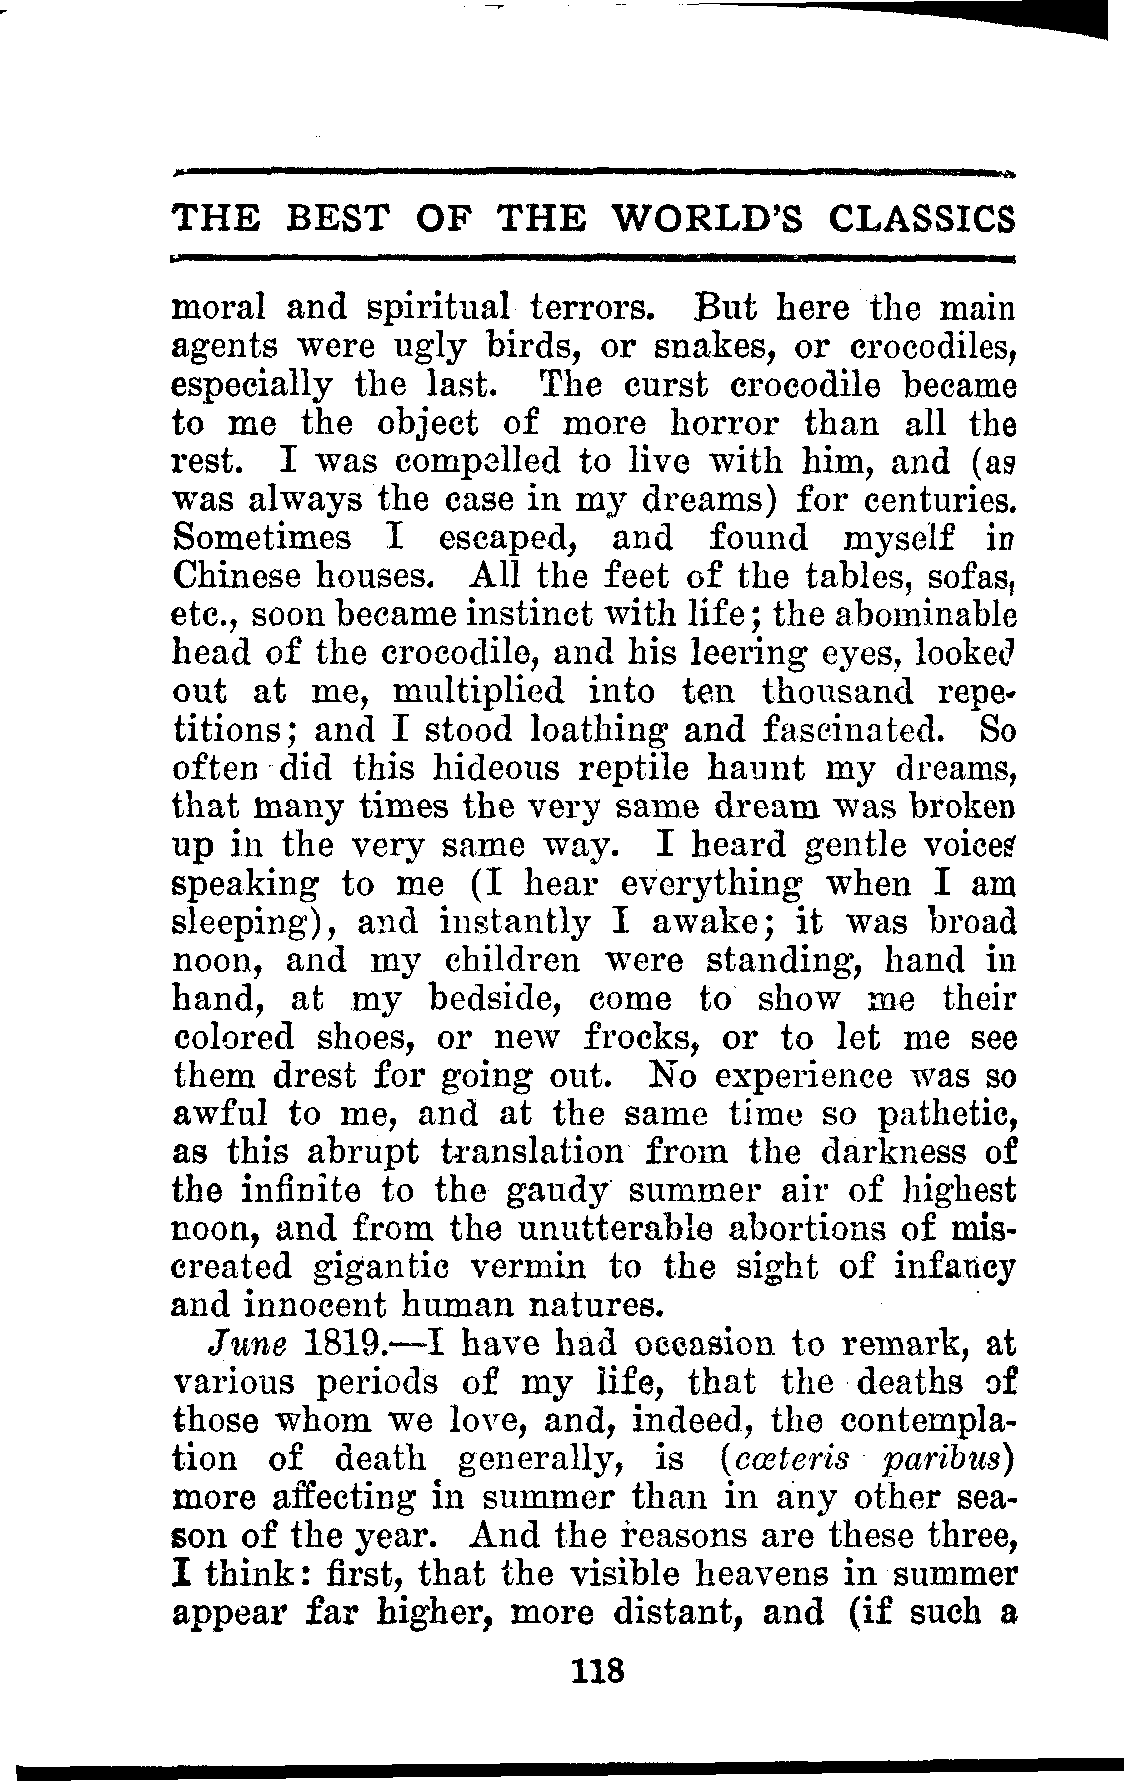 THE BEST OF THE WORLD'S CLASSICS
moral and spiritual terrors. But here the main
agents were ugly birds, or snakes, or crocodiles,
especially the last. The curst crocodile became
to me the object of more horror than all the
rest. I was compelled to live with him, and (as
was always the case in my dreams) for centuries.
Sometimes I escaped, and found myself in
Chinese houses. All the feet of the tables, sofas,
etc., soon became instinct with life; the abominable
head of the crocodile, and his leering eyes, looked
out at me, multiplied into ten thousand repe-
titions; and I stood loathing and fascinated. So
often did this hideous reptile haunt my dreams,
that many times the very same dream was broken
up in the very same way. I heard gentle voices
speaking to me (I hear everything when I am
sleeping), and instantly I awake; it was broad
noon, and my children were standing, hand in
hand, at my bedside, come to show me their
colored shoes, or new frocks, or to let me see
them drest for going out. No experience was so
awful to me, and at the same time so pathetic,
as this abrupt translation from the darkness of
the infinite to the gaudy summer air of highest
noon, and from the unutterable abortions of mis-
created gigantic vermin to the sight of infancy
and innocent human natures.
June 1819.—I have had occasion to remark, at
various periods of my life, that the deaths of
those whom we love, and, indeed, the contempla-
tion of death generally, is (cœteris paribus)
more affecting in summer than in any other sea-
son of the year. And the reasons are these three,
I think: first, that the visible heavens in summer
appear far higher, more distant, and (if such a
118